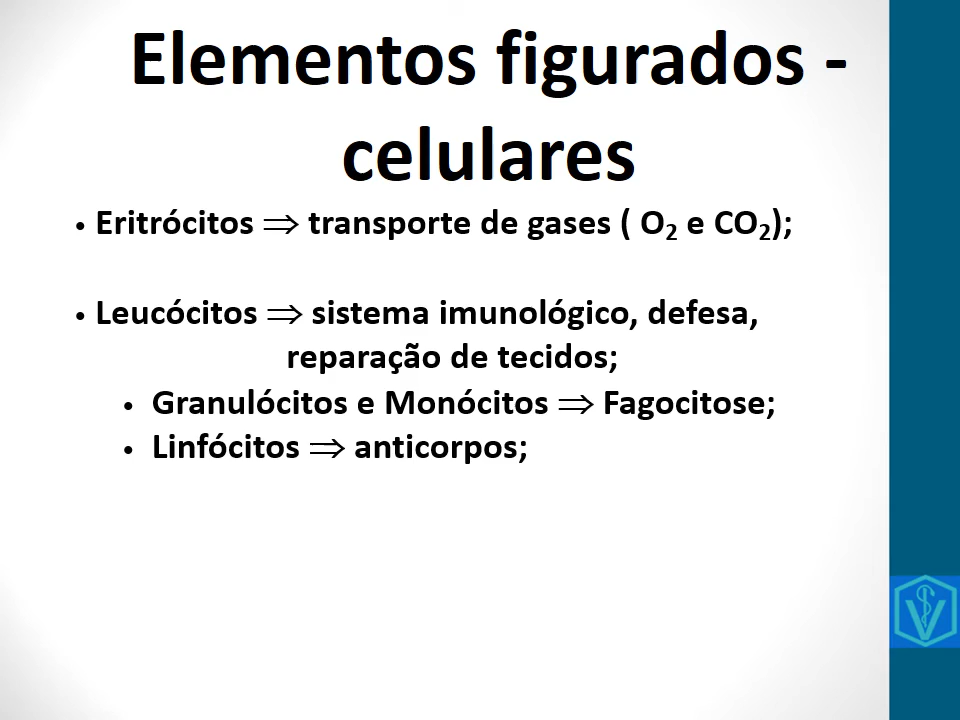 Elementos figurados -
celulares
• Eritrócitos ⇒ transporte de gases ( O₂ e CO₂);
• Leucócitos ⇒ sistema imunológico, defesa,
reparação de tecidos;
• Granulócitos e Monócitos ⇒ Fagocitose;
• Linfócitos ⇒ anticorpos;
V